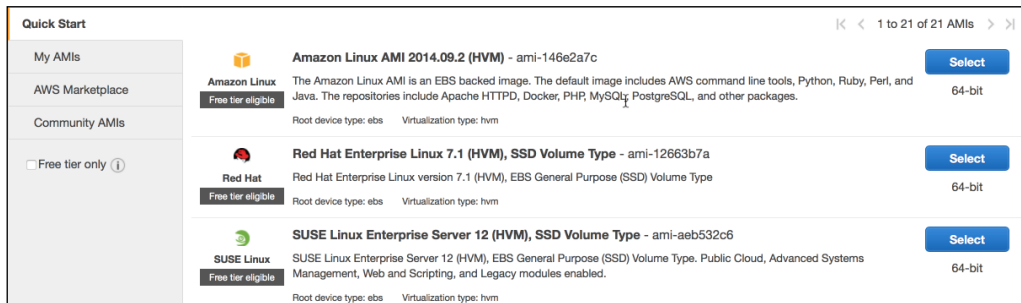 Quick Start
1 to 21 of 21 AMIs
My AMIs
AWS Marketplace
Community AMIs
Free tier only
Amazon Linux
Free tier eligible
Amazon Linux AMI 2014.09.2 (HVM) - ami-146e2a7c
The Amazon Linux AMI is an EBS backed image. The default image includes AWS command line tools, Python, Ruby, Perl, and
Java. The repositories include Apache HTTPD, Docker, PHP, MySQL, PostgreSQL, and other packages.
Root device type: ebs Virtualization type: hvm
Select
64-bit
Red Hat
Free tier eligible
Red Hat Enterprise Linux 7.1 (HVM), SSD Volume Type - ami-12663b7a
Red Hat Enterprise Linux version 7.1 (HVM), EBS General Purpose (SSD) Volume Type
Root device type: ebs Virtualization type: hvm
Select
64-bit
SUSE Linux
Free tier eligible
SUSE Linux Enterprise Server 12 (HVM), SSD Volume Type - ami-aeb532c6
SUSE Linux Enterprise Server 12 (HVM), EBS General Purpose (SSD) Volume Type. Public Cloud, Advanced Systems
Management, Web and Scripting, and Legacy modules enabled.
Root device type: ebs Virtualization type: hvm
Select
64-bit